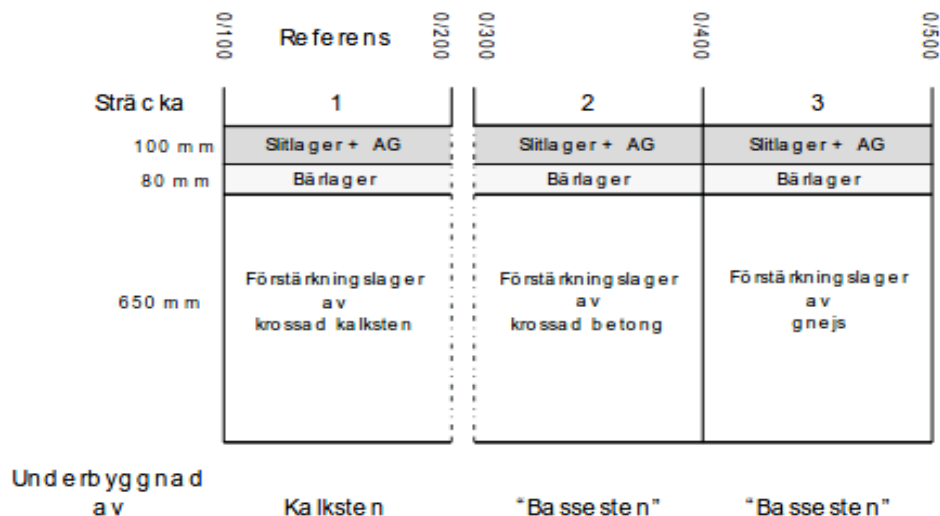 0/100 Referens 0/200 0/300 0/400 0/500
Sträcka 1 2 3
100 mm Slitlager + AG Slitlager + AG Slitlager + AG
80 mm Bärlager Bärlager Bärlager
650 mm
Förstärkningslager
av
krossad kalksten
Förstärkningslager
av
krossad betong
Förstärkningslager
av
gnejs
Underbyggnad
av Kalksten "Bassesten" "Bassesten"